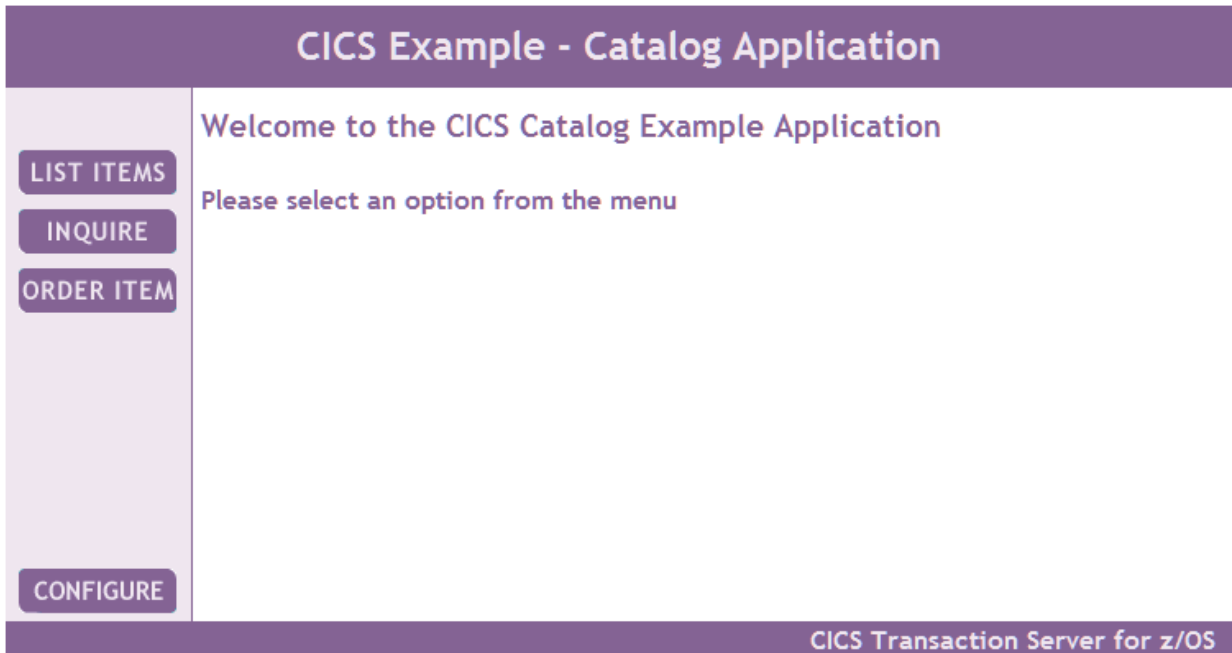 CICS Example - Catalog Application
Welcome to the CICS Catalog Example Application
LIST ITEMS
Please select an option from the menu
INQUIRE
ORDER ITEM
CONFIGURE
CICS Transaction Server for z/OS